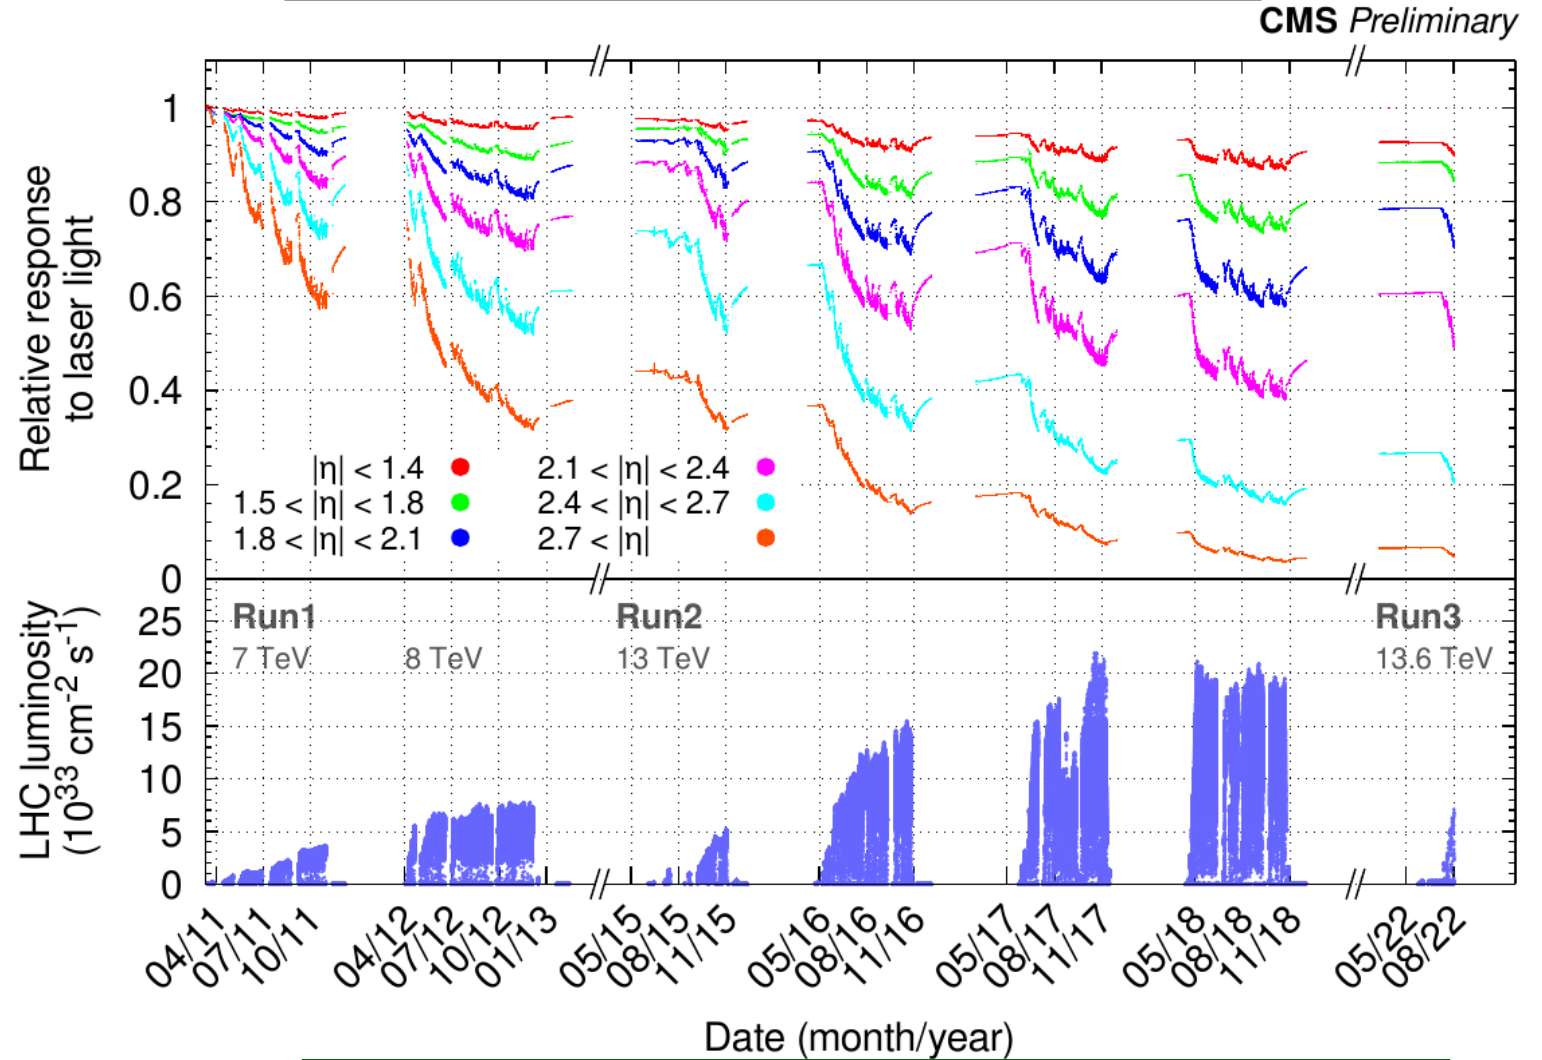 CMS Preliminary
Relative response
to laser light
1
0.8
0.6
0.4
0.2
0
|η| < 1.4
2.1 < |η| < 2.4
1.5 < |η| < 1.8
2.4 < |η| < 2.7
1.8 < |η| < 2.1
2.7 < |η|
LHC luminosity
(10³³ cm⁻² s⁻¹)
25
20
15
10
5
0
Run1
7 TeV
8 TeV
Run2
13 TeV
Run3
13.6 TeV
04/11
07/11
10/11
04/12
07/12
10/12
01/13
05/15
08/15
11/15
05/16
08/16
11/16
05/17
08/17
11/17
05/18
08/18
11/18
05/22
08/22
Date (month/year)